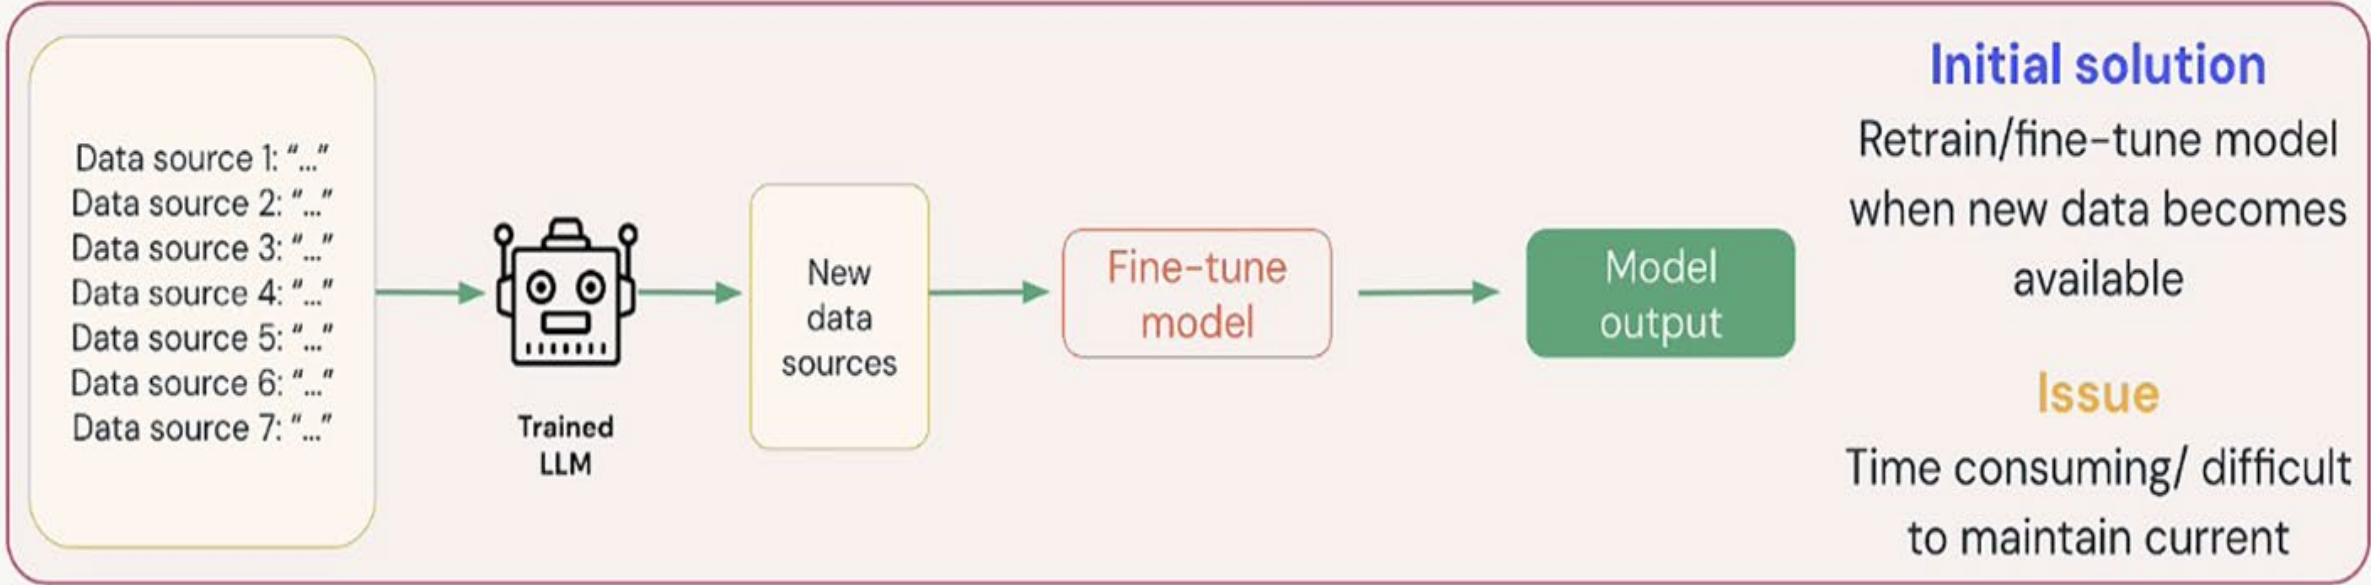 Data source 1: “...”
Data source 2: “...”
Data source 3: “...”
Data source 4: “...”
Data source 5: “...”
Data source 6: “...”
Data source 7: “...”
Trained
LLM
New
data
sources
Fine-tune
model
Model
output
Initial solution
Retrain/fine-tune model
when new data becomes
available
Issue
Time consuming/ difficult
to maintain current